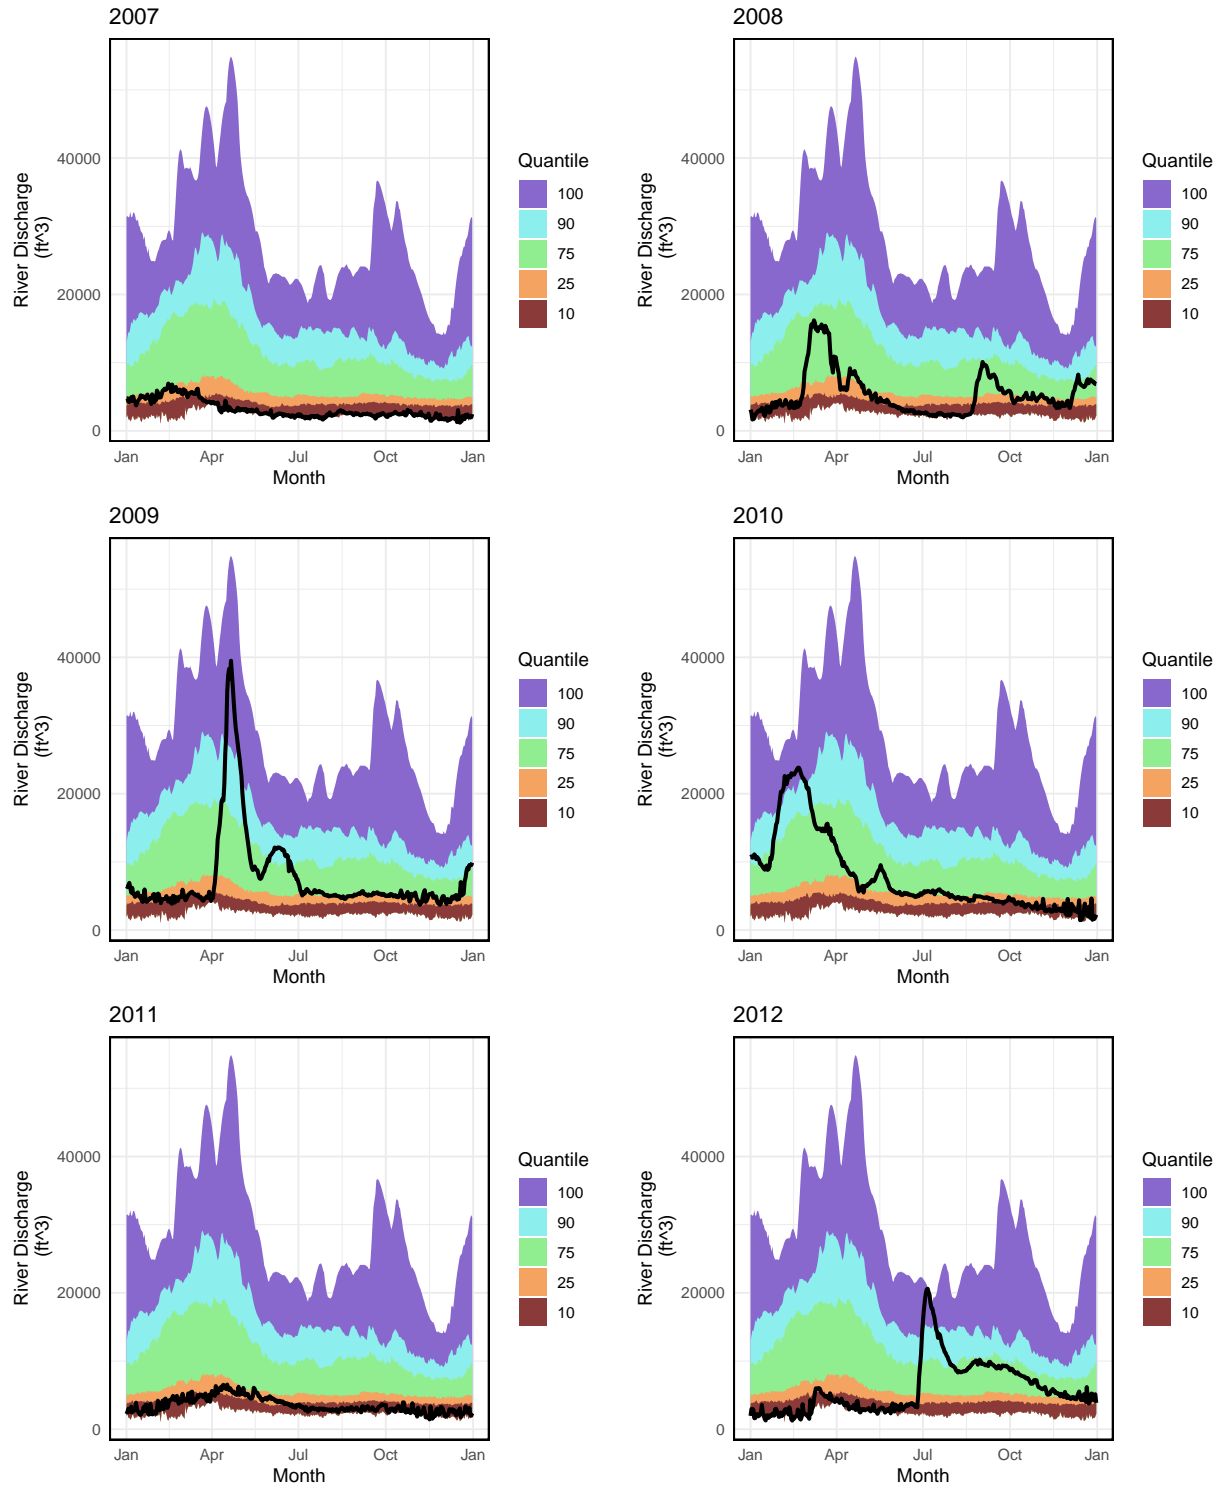 2007
River Discharge
(ft^3)
40000
20000
0
Jan
Apr
Jul
Oct
Jan
Month
Quantile
100
90
75
25
10
2008
River Discharge
(ft^3)
40000
20000
0
Jan
Apr
Jul
Oct
Jan
Month
Quantile
100
90
75
25
10
2009
River Discharge
(ft^3)
40000
20000
0
Jan
Apr
Jul
Oct
Jan
Month
Quantile
100
90
75
25
10
2010
River Discharge
(ft^3)
40000
20000
0
Jan
Apr
Jul
Oct
Jan
Month
Quantile
100
90
75
25
10
2011
River Discharge
(ft^3)
40000
20000
0
Jan
Apr
Jul
Oct
Jan
Month
Quantile
100
90
75
25
10
2012
River Discharge
(ft^3)
40000
20000
0
Jan
Apr
Jul
Oct
Jan
Month
Quantile
100
90
75
25
10